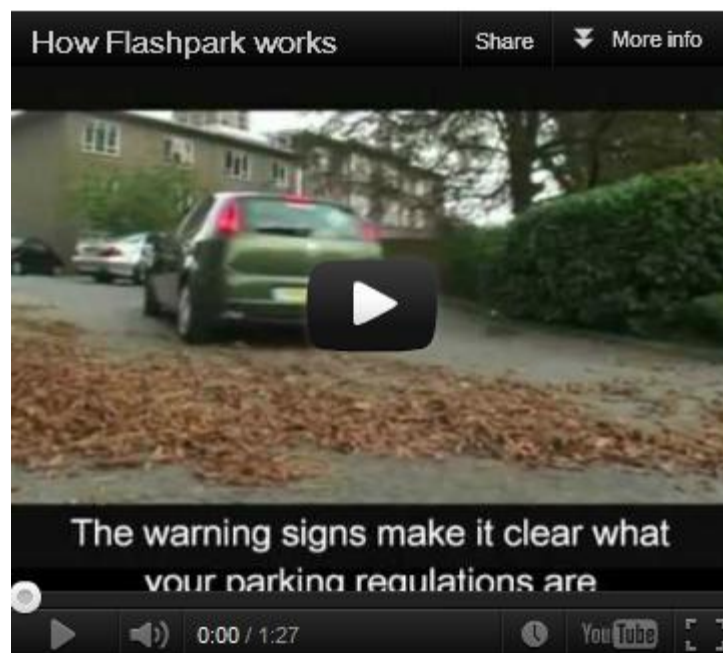 How Flashpark works
Share
More info
The warning signs make it clear what
your parking regulations are
0:00 / 1:27
YouTube